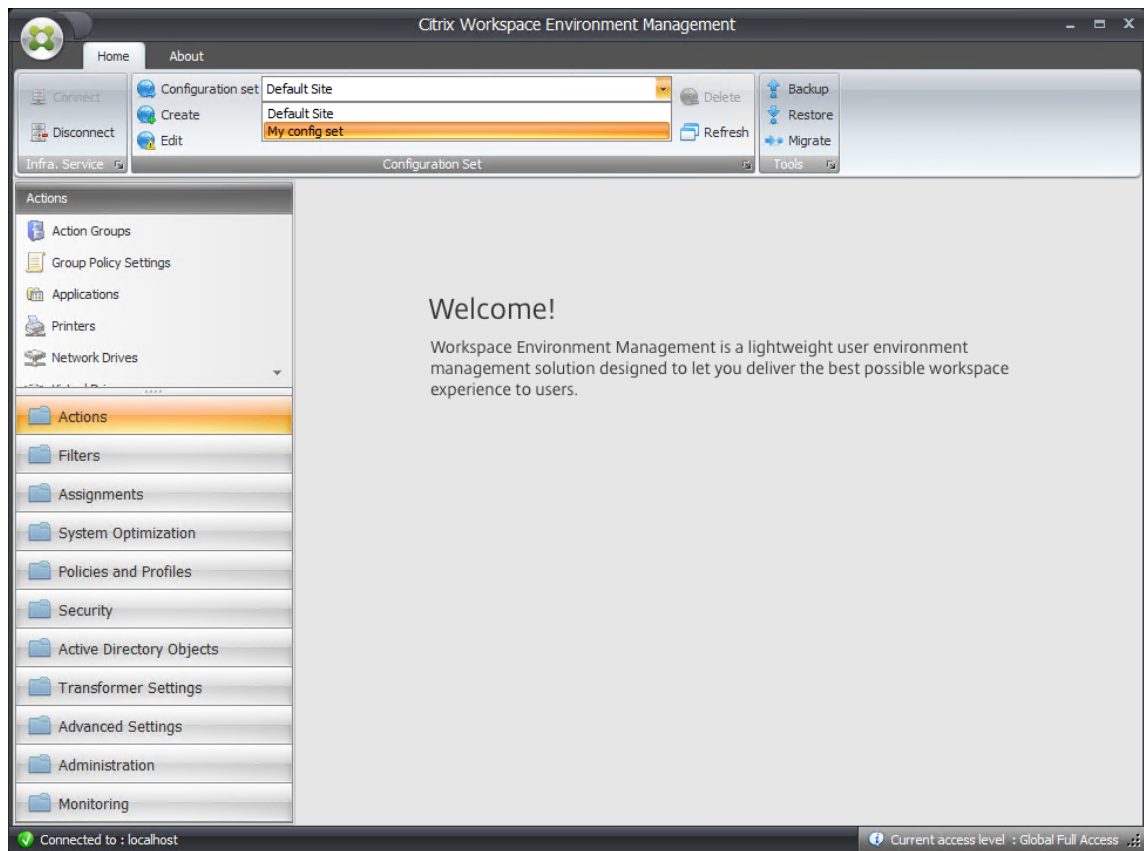 Citrix Workspace Environment Management
Home
About
Connect
Disconnect
Infra. Service
Configuration set
Default Site
Create
Default Site
Edit
My config set
Delete
Refresh
Configuration Set
Backup
Restore
Migrate
Tools
Actions
Action Groups
Group Policy Settings
Applications
Printers
Network Drives
Actions
Filters
Assignments
System Optimization
Policies and Profiles
Security
Active Directory Objects
Transformer Settings
Advanced Settings
Administration
Monitoring
Welcome!
Workspace Environment Management is a lightweight user environment
management solution designed to let you deliver the best possible workspace
experience to users.
Connected to : localhost
Current access level : Global Full Access